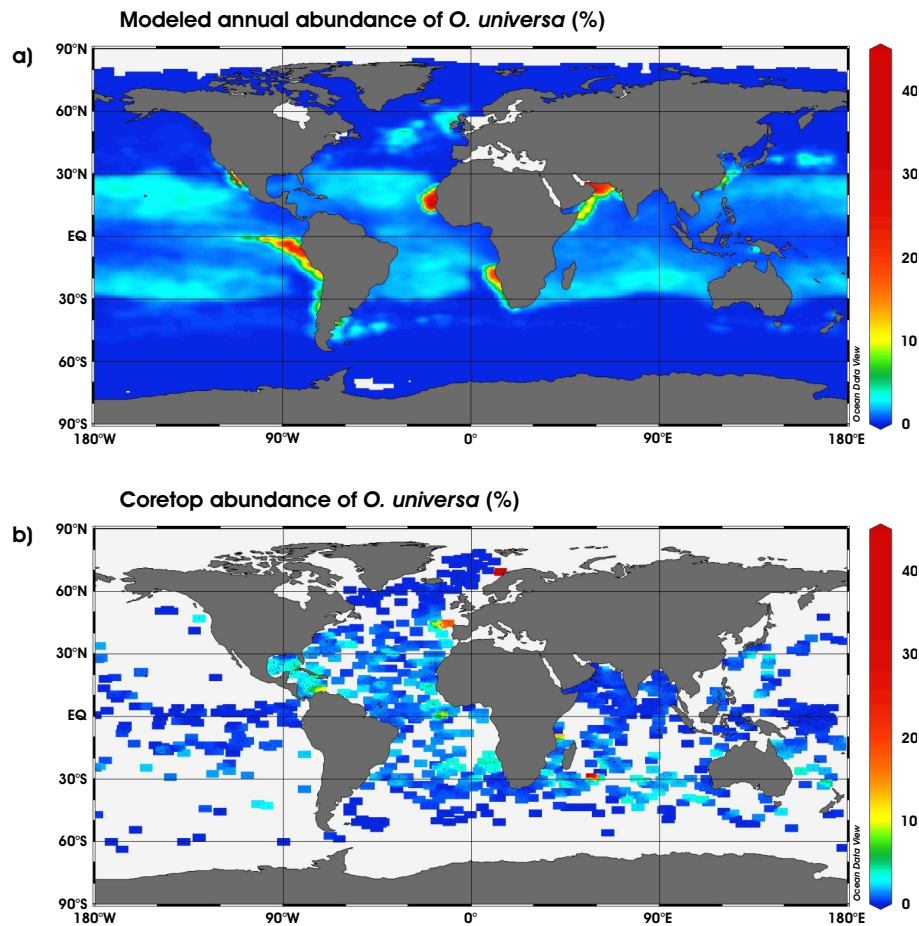 Modeled annual abundance of O. universa (%)
a)
90°N
60°N
30°N
EQ
30°S
60°S
90°S
180°W
90°W
0°
90°E
180°E
Ocean Data View
40
30
20
10
0
Coretop abundance of O. universa (%)
b)
90°N
60°N
30°N
EQ
30°S
60°S
90°S
180°W
90°W
0°
90°E
180°E
Ocean Data View
40
30
20
10
0